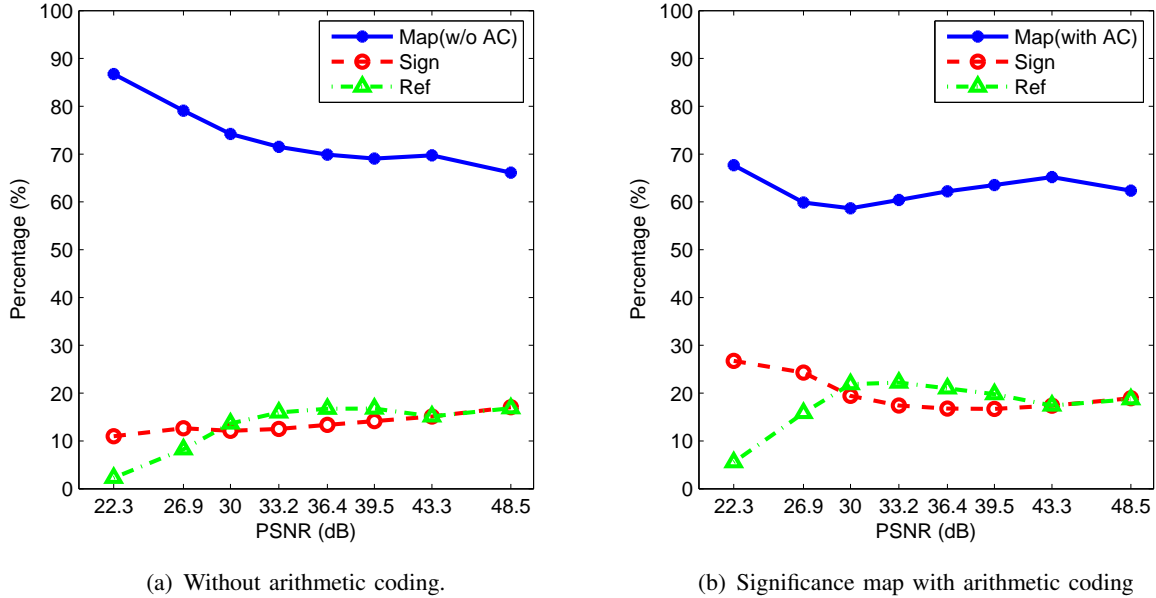 100
90
80
70
60
50
40
30
20
10
0
Percentage (%)
Map(w/o AC)
Sign
Ref
22.3 26.9 30 33.2 36.4 39.5 43.3 48.5
PSNR (dB)
(a) Without arithmetic coding.
100
90
80
70
60
50
40
30
20
10
0
Percentage (%)
Map(with AC)
Sign
Ref
22.3 26.9 30 33.2 36.4 39.5 43.3 48.5
PSNR (dB)
(b) Significance map with arithmetic coding